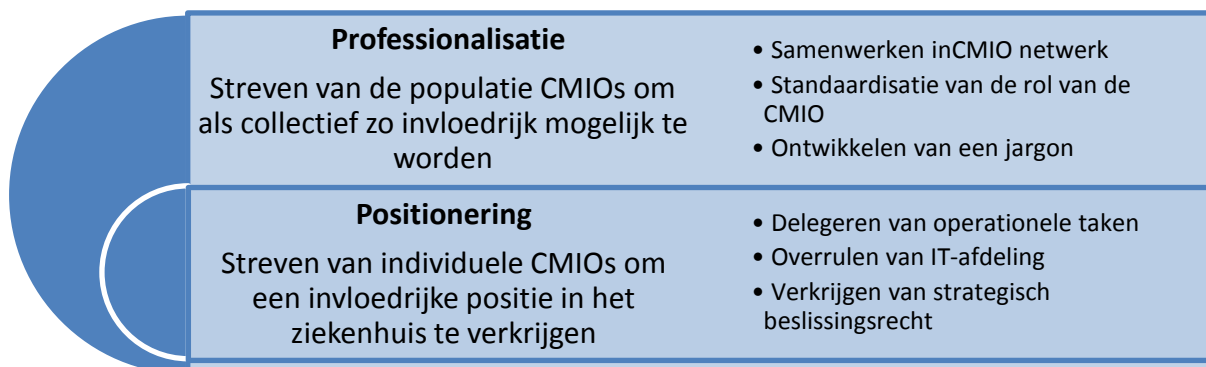 Professionalisatie
Streven van de populatie CMIOs om
als collectief zo invloedrijk mogelijk te
worden
• Samenwerken inCMIO netwerk
• Standaardisatie van de rol van de
CMIO
• Ontwikkelen van een jargon
Positionering
Streven van individuele CMIOs om
een invloedrijke positie in het
ziekenhuis te verkrijgen
• Delegeren van operationele taken
• Overrulen van IT-afdeling
• Verkrijgen van strategisch
beslissingsrecht